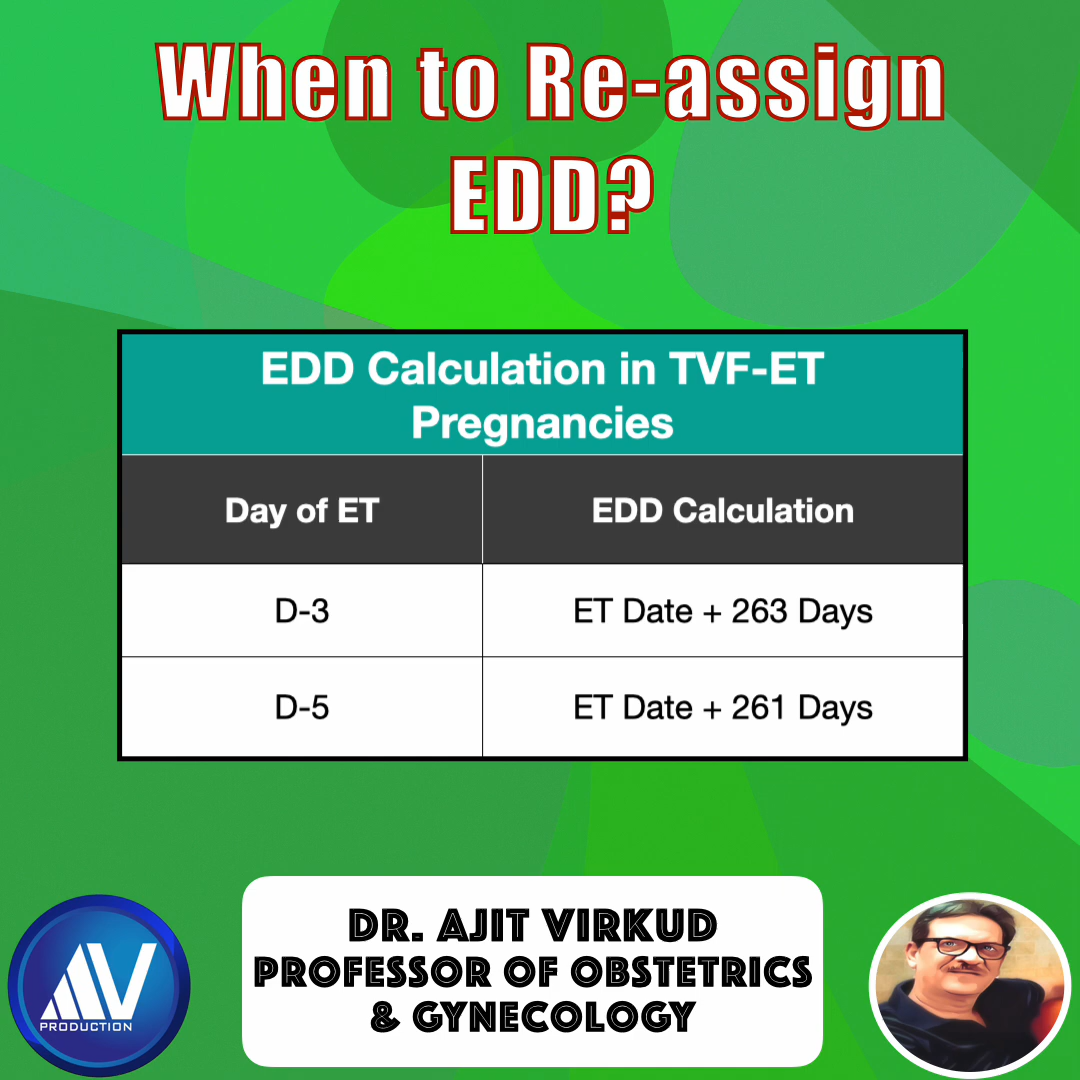 When to Re-assign
EDD?
EDD Calculation in TVF-ET
Pregnancies
Day of ET
EDD Calculation
D-3
ET Date + 263 Days
D-5
ET Date + 261 Days
DR. AJIT VIRKUD
PROFESSOR OF OBSTETRICS
& GYNECOLOGY
AV
PRODUCTION